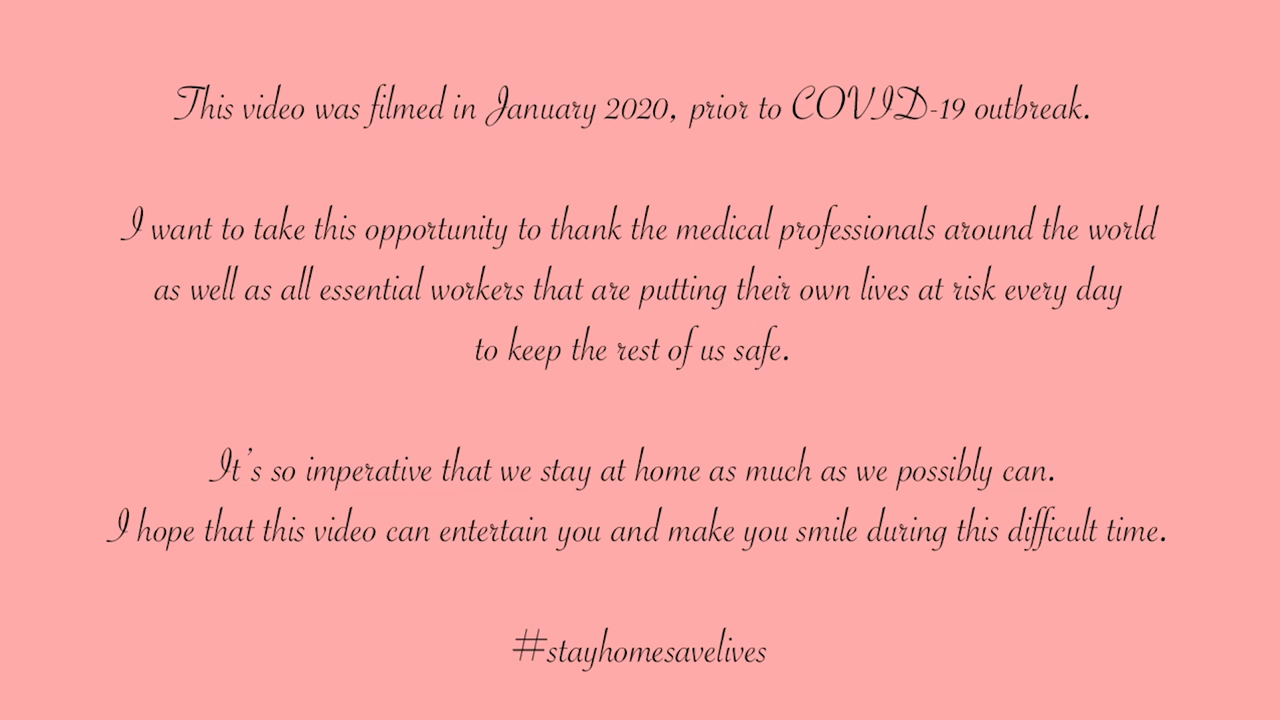 This video was filmed in January 2020, prior to COVID-19 outbreak.
I want to take this opportunity to thank the medical professionals around the world
as well as all essential workers that are putting their own lives at risk every day
to keep the rest of us safe.
It's so imperative that we stay at home as much as we possibly can.
I hope that this video can entertain you and make you smile during this difficult time.
#stayhomesavelives